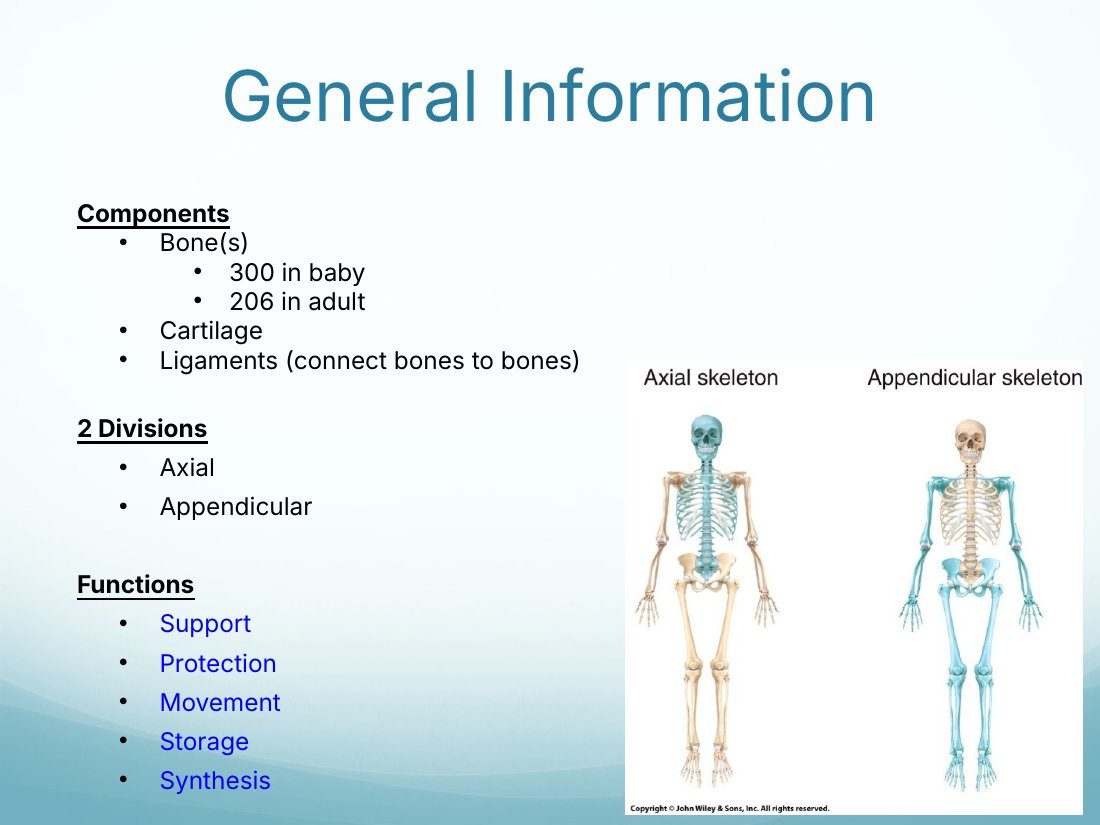 General Information
Components
• Bone(s)
• 300 in baby
• 206 in adult
• Cartilage
• Ligaments (connect bones to bones)
2 Divisions
• Axial
• Appendicular
Functions
• Support
• Protection
• Movement
• Storage
• Synthesis
Axial skeleton
Appendicular skeleton
Copyright © John Wiley & Sons, Inc. All rights reserved.